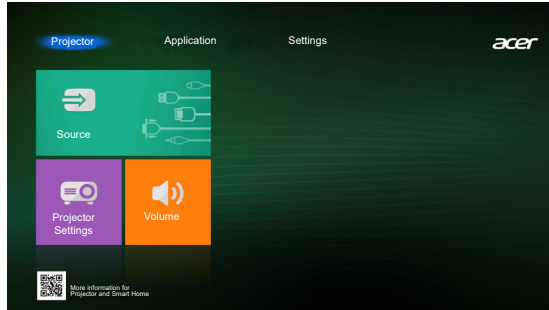 Projector
Application
Settings
acer
Source
Projector
Settings
Volume
More information for
Projector and Smart Home